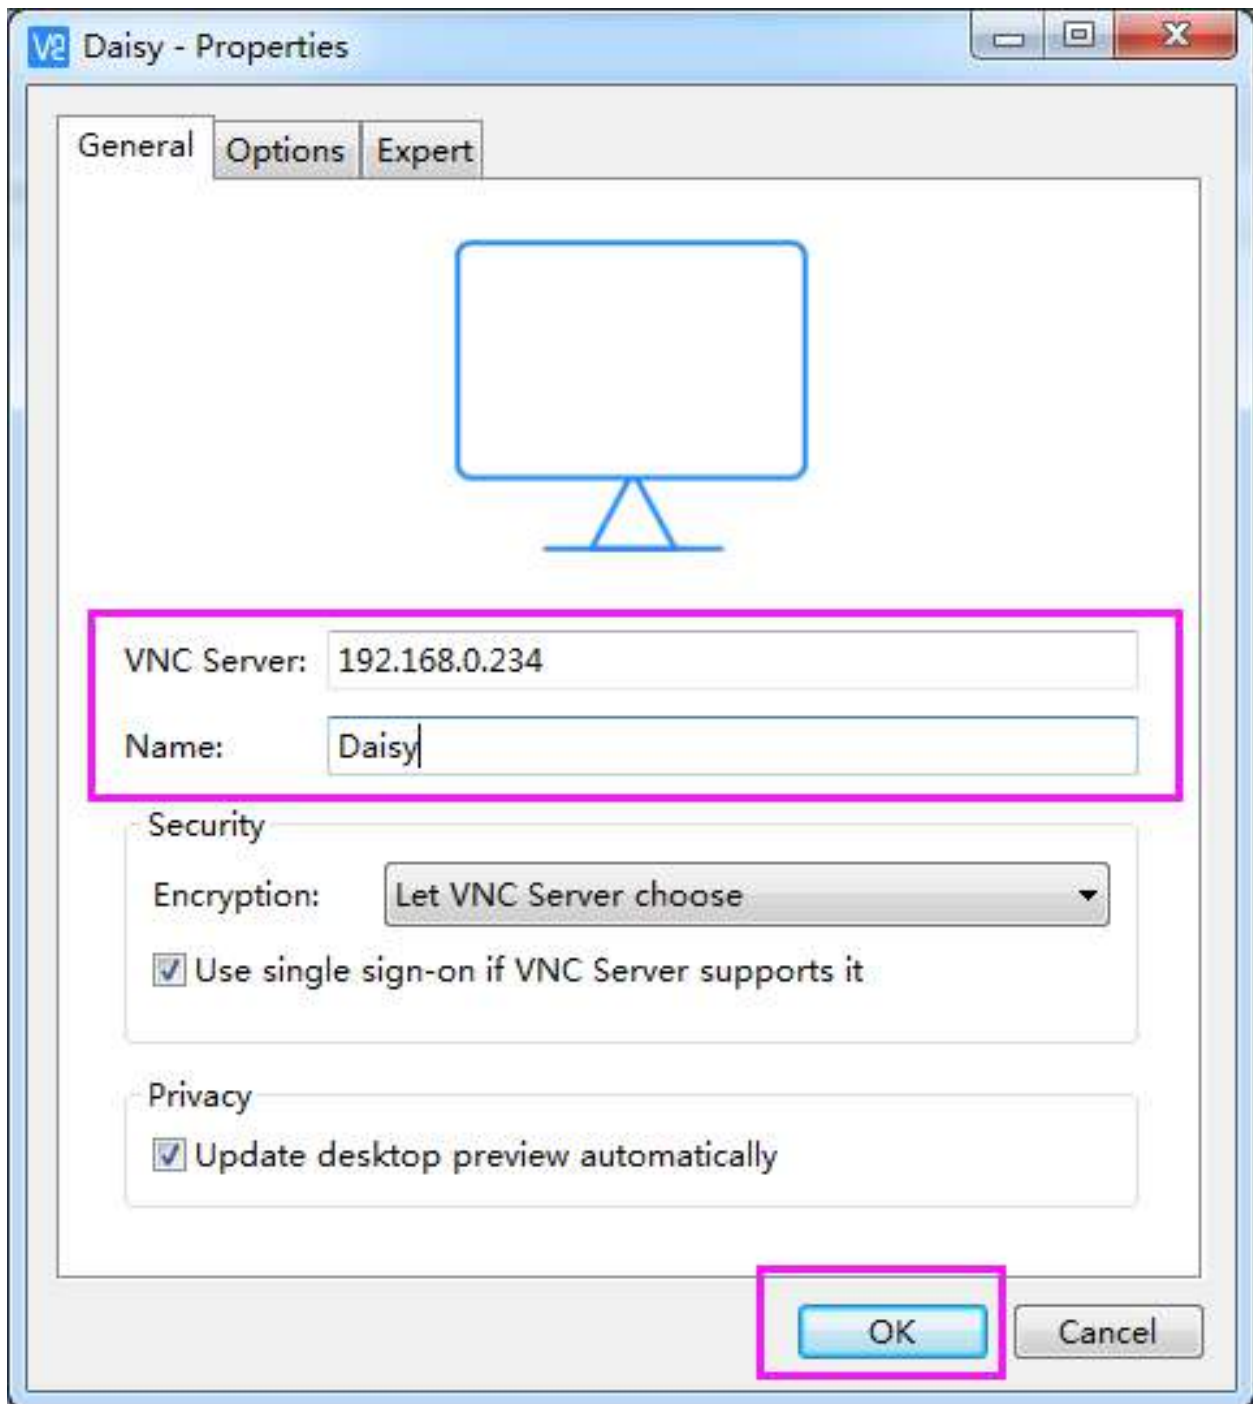 V2 Daisy - Properties
General Options Expert
VNC Server: 192.168.0.234
Name: Daisy
Security
Encryption: Let VNC Server choose
Use single sign-on if VNC Server supports it
Privacy
Update desktop preview automatically
OK Cancel